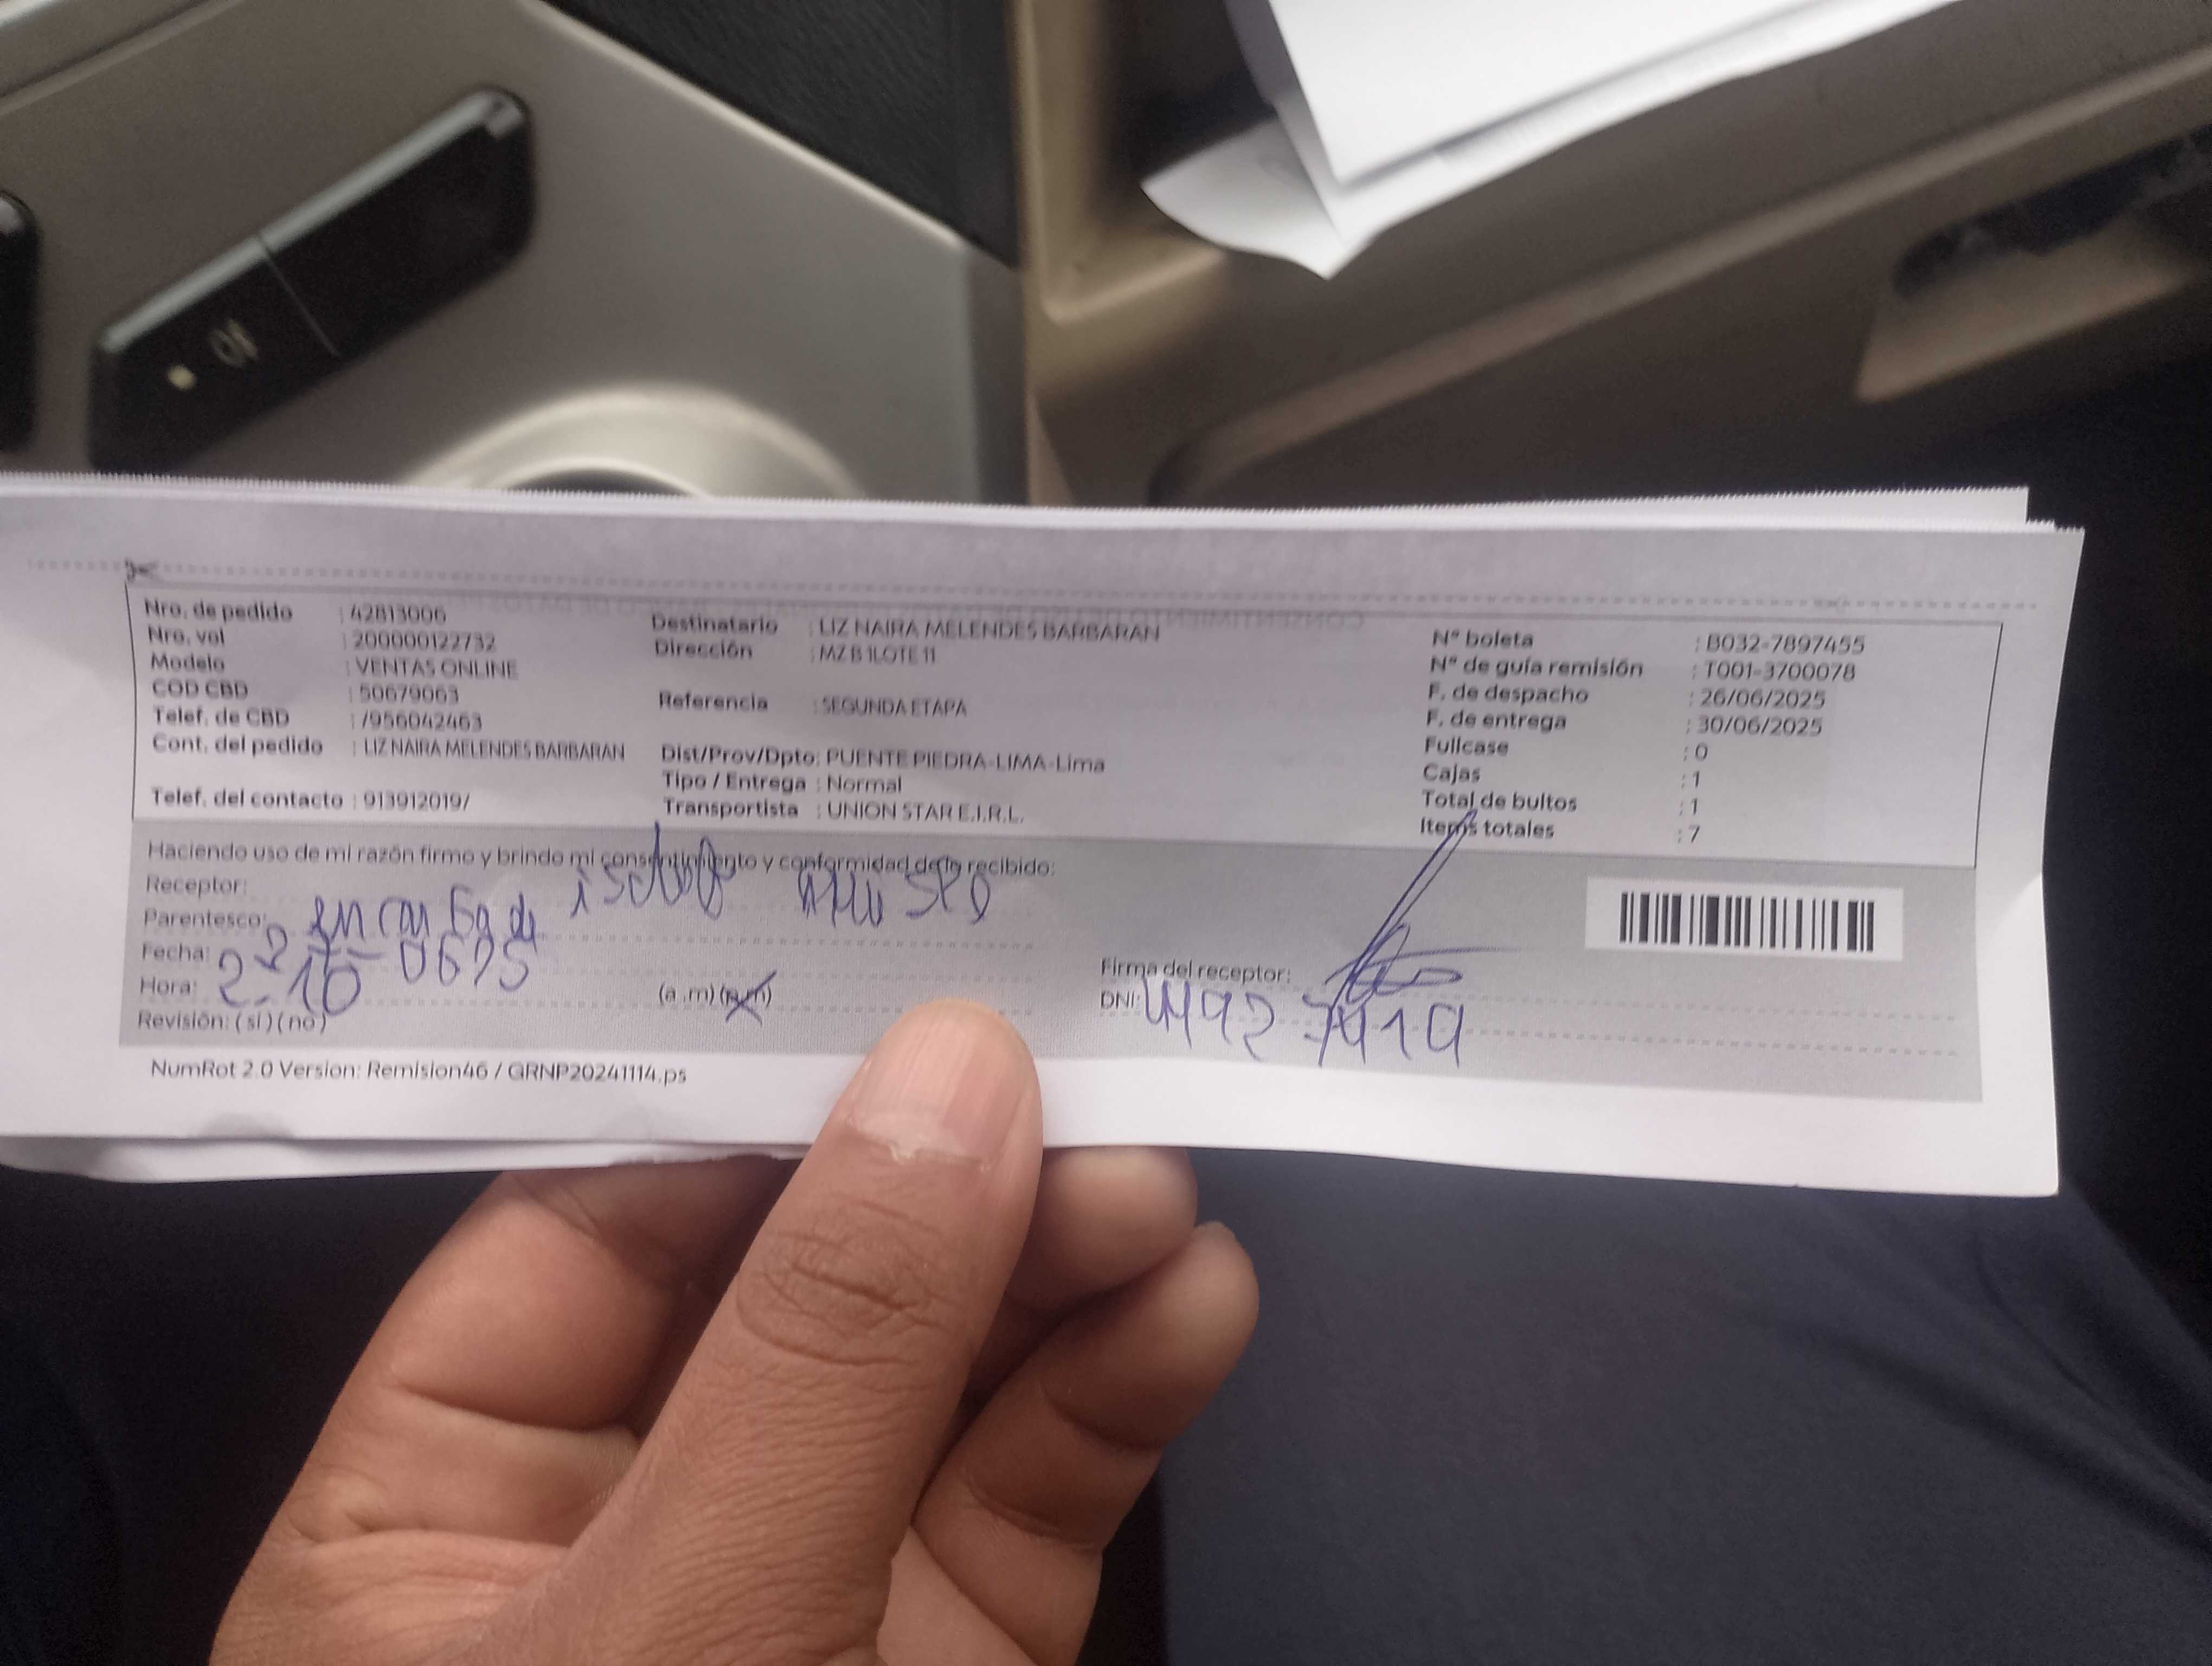 Nro. de pedido : 42813006
Nro. vol : 200000122732
Modelo : VENTAS ONLINE
COD CBD : 50679063
Telef. de CBD : /956042463
Cont. del pedido : LIZ NAIRA MELENDES BARBARAN
Telef. del contacto : 913912019/
Destinatario : LIZ NAIRA MELENDES BARBARAN
Dirección : MZ B 1LOTE 11
Referencia : SEGUNDA ETAPA
Dist/Prov/Dpto: PUENTE PIEDRA-LIMA-Lima
Tipo / Entrega : Normal
Transportista : UNION STAR E.I.R.L.
N° boleta : B032-7897455
N° de guía remisión : T001-3700078
F. de despacho : 26/06/2025
F. de entrega : 30/06/2025
Fullcase : 0
Cajas : 1
Total de bultos : 1
Items totales : 7
Haciendo uso de mi razón firmo y brindo mi consentimiento y conformidad de lo recibido:
Receptor:
Parentesco:
Fecha:
Hora: 2.10 (a .m) (p.m)
Revisión: ( sí ) ( no )
Firma del receptor:
DNI: 44927419
NumRot 2.0 Version: Remision46 / GRNP20241114.ps